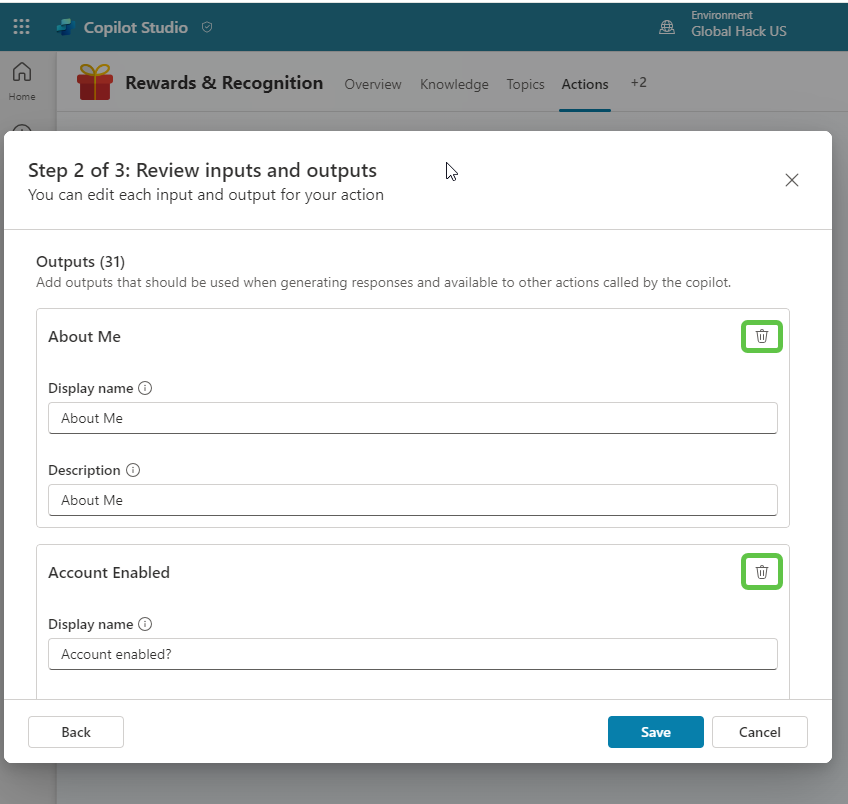 Copilot Studio
Environment
Global Hack US
Home
Rewards & Recognition
Overview
Knowledge
Topics
Actions
+2
Step 2 of 3: Review inputs and outputs
You can edit each input and output for your action
Outputs (31)
Add outputs that should be used when generating responses and available to other actions called by the copilot.
About Me
Display name
About Me
Description
About Me
Account Enabled
Display name
Account enabled?
Back
Save
Cancel